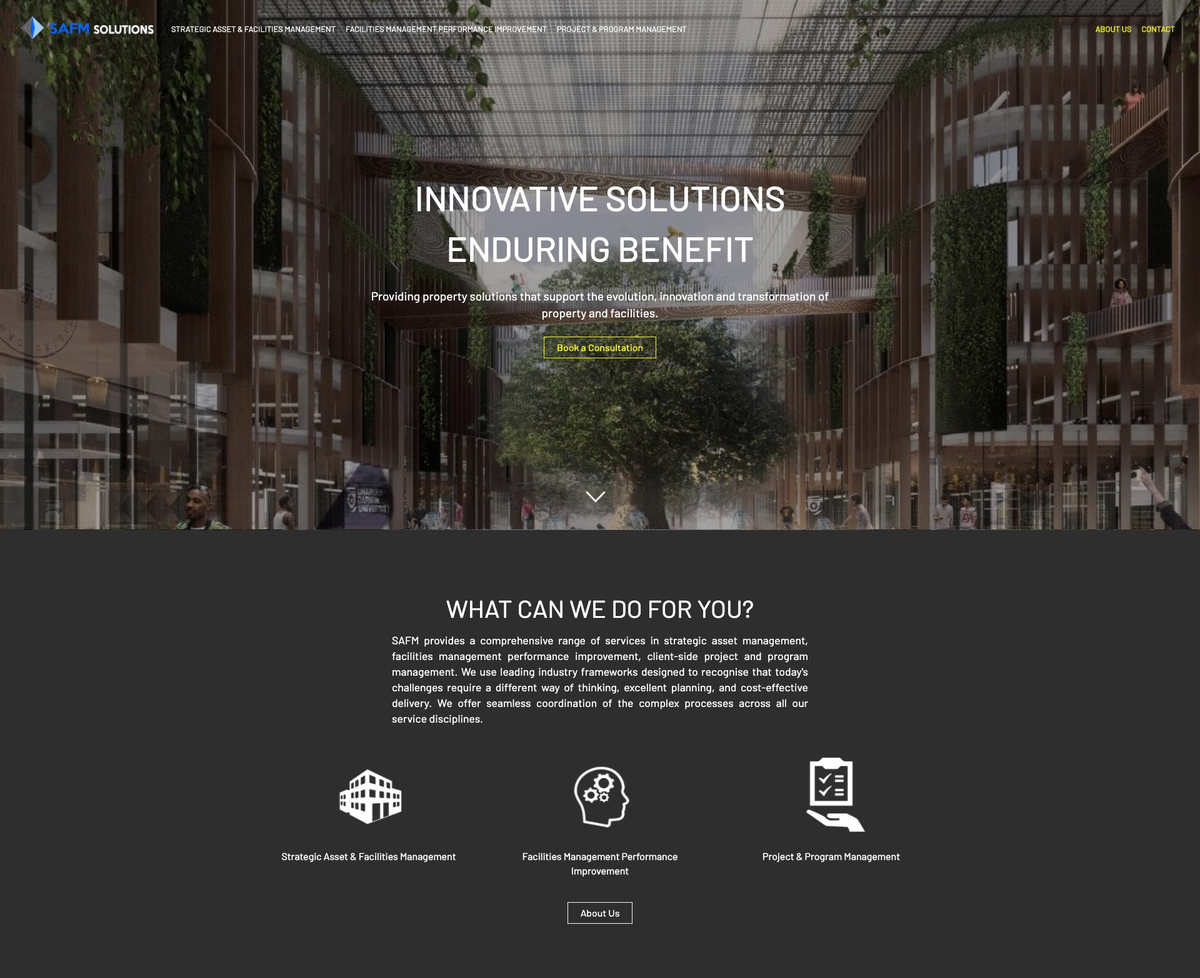 SAFM SOLUTIONS
STRATEGIC ASSET & FACILITIES MANAGEMENT FACILITIES MANAGEMENT PERFORMANCE IMPROVEMENT PROJECT & PROGRAM MANAGEMENT
ABOUT US CONTACT
INNOVATIVE SOLUTIONS
ENDURING BENEFIT
Providing property solutions that support the evolution, innovation and transformation of
property and facilities.
Book a Consultation
CHARLES
DARWIN
UNIVERSITY
WHAT CAN WE DO FOR YOU?
SAFM provides a comprehensive range of services in strategic asset management,
facilities management performance improvement, client-side project and program
management. We use leading industry frameworks designed to recognise that today's
challenges require a different way of thinking, excellent planning, and cost-effective
delivery. We offer seamless coordination of the complex processes across all our
service disciplines.
Strategic Asset & Facilities Management
Facilities Management Performance
Improvement
Project & Program Management
About Us